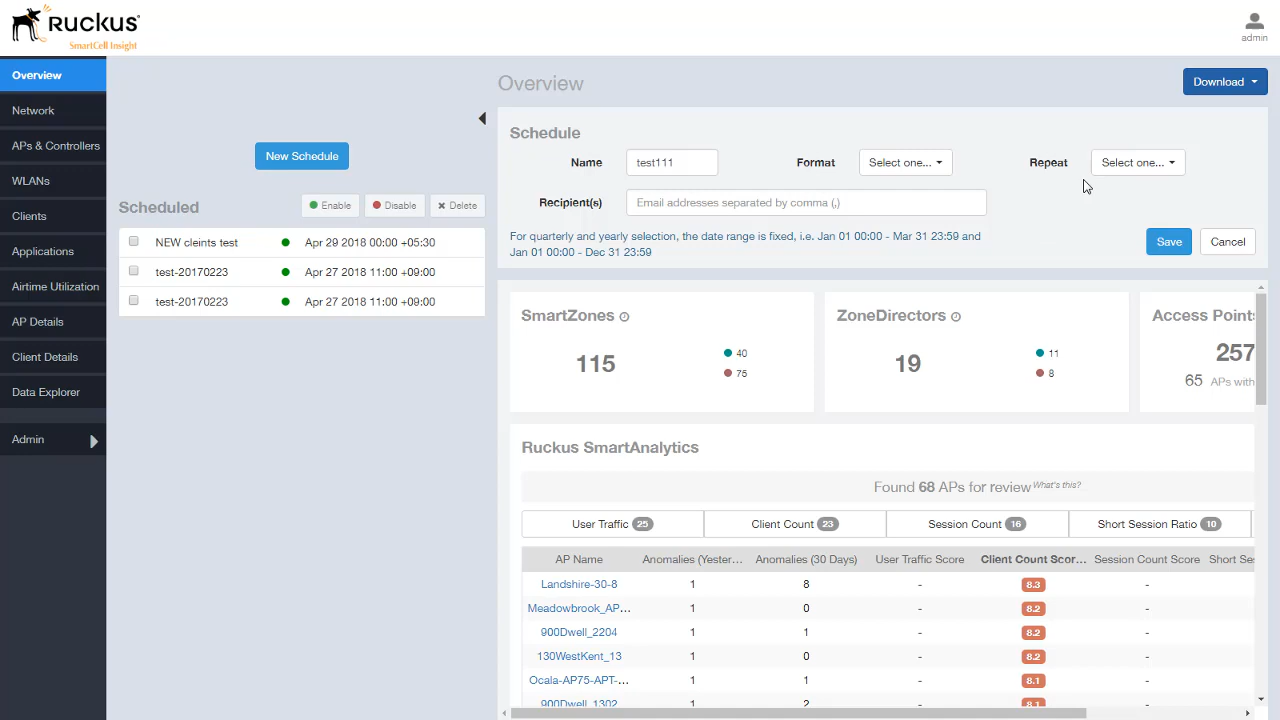 RUCKUS
SmartCell Insight
admin
Overview
Network
APs & Controllers
WLANs
Clients
Applications
Airtime Utilization
AP Details
Client Details
Data Explorer
Admin
New Schedule
Scheduled Enable Disable Delete
NEW cleints test Apr 29 2018 00:00 +05:30
test-20170223 Apr 27 2018 11:00 +09:00
test-20170223 Apr 27 2018 11:00 +09:00
Overview Download
Schedule
Name test111 Format Select one... Repeat Select one...
Recipient(s) Email addresses separated by comma (,)
For quarterly and yearly selection, the date range is fixed, i.e. Jan 01 00:00 - Mar 31 23:59 and
Jan 01 00:00 - Dec 31 23:59
Save Cancel
SmartZones
115
40
75
ZoneDirectors
19
11
8
Access Points
257
65 APs with
Ruckus SmartAnalytics
Found 68 APs for review What's this?
User Traffic 25 Client Count 23 Session Count 16 Short Session Ratio 10
AP Name Anomalies (Yester... Anomalies (30 Days) User Traffic Score Client Count Scor... Session Count Score Short Se
Landshire-30-8 1 8 - 8.3 -
Meadowbrook_AP... 1 0 - 8.2 -
900Dwell_2204 1 1 - 8.2 -
130WestKent_13 1 0 - 8.2 -
Ocala-AP75-APT-... 1 1 - 8.1 -
900Dwell_1302 1 2 - 8.1 -